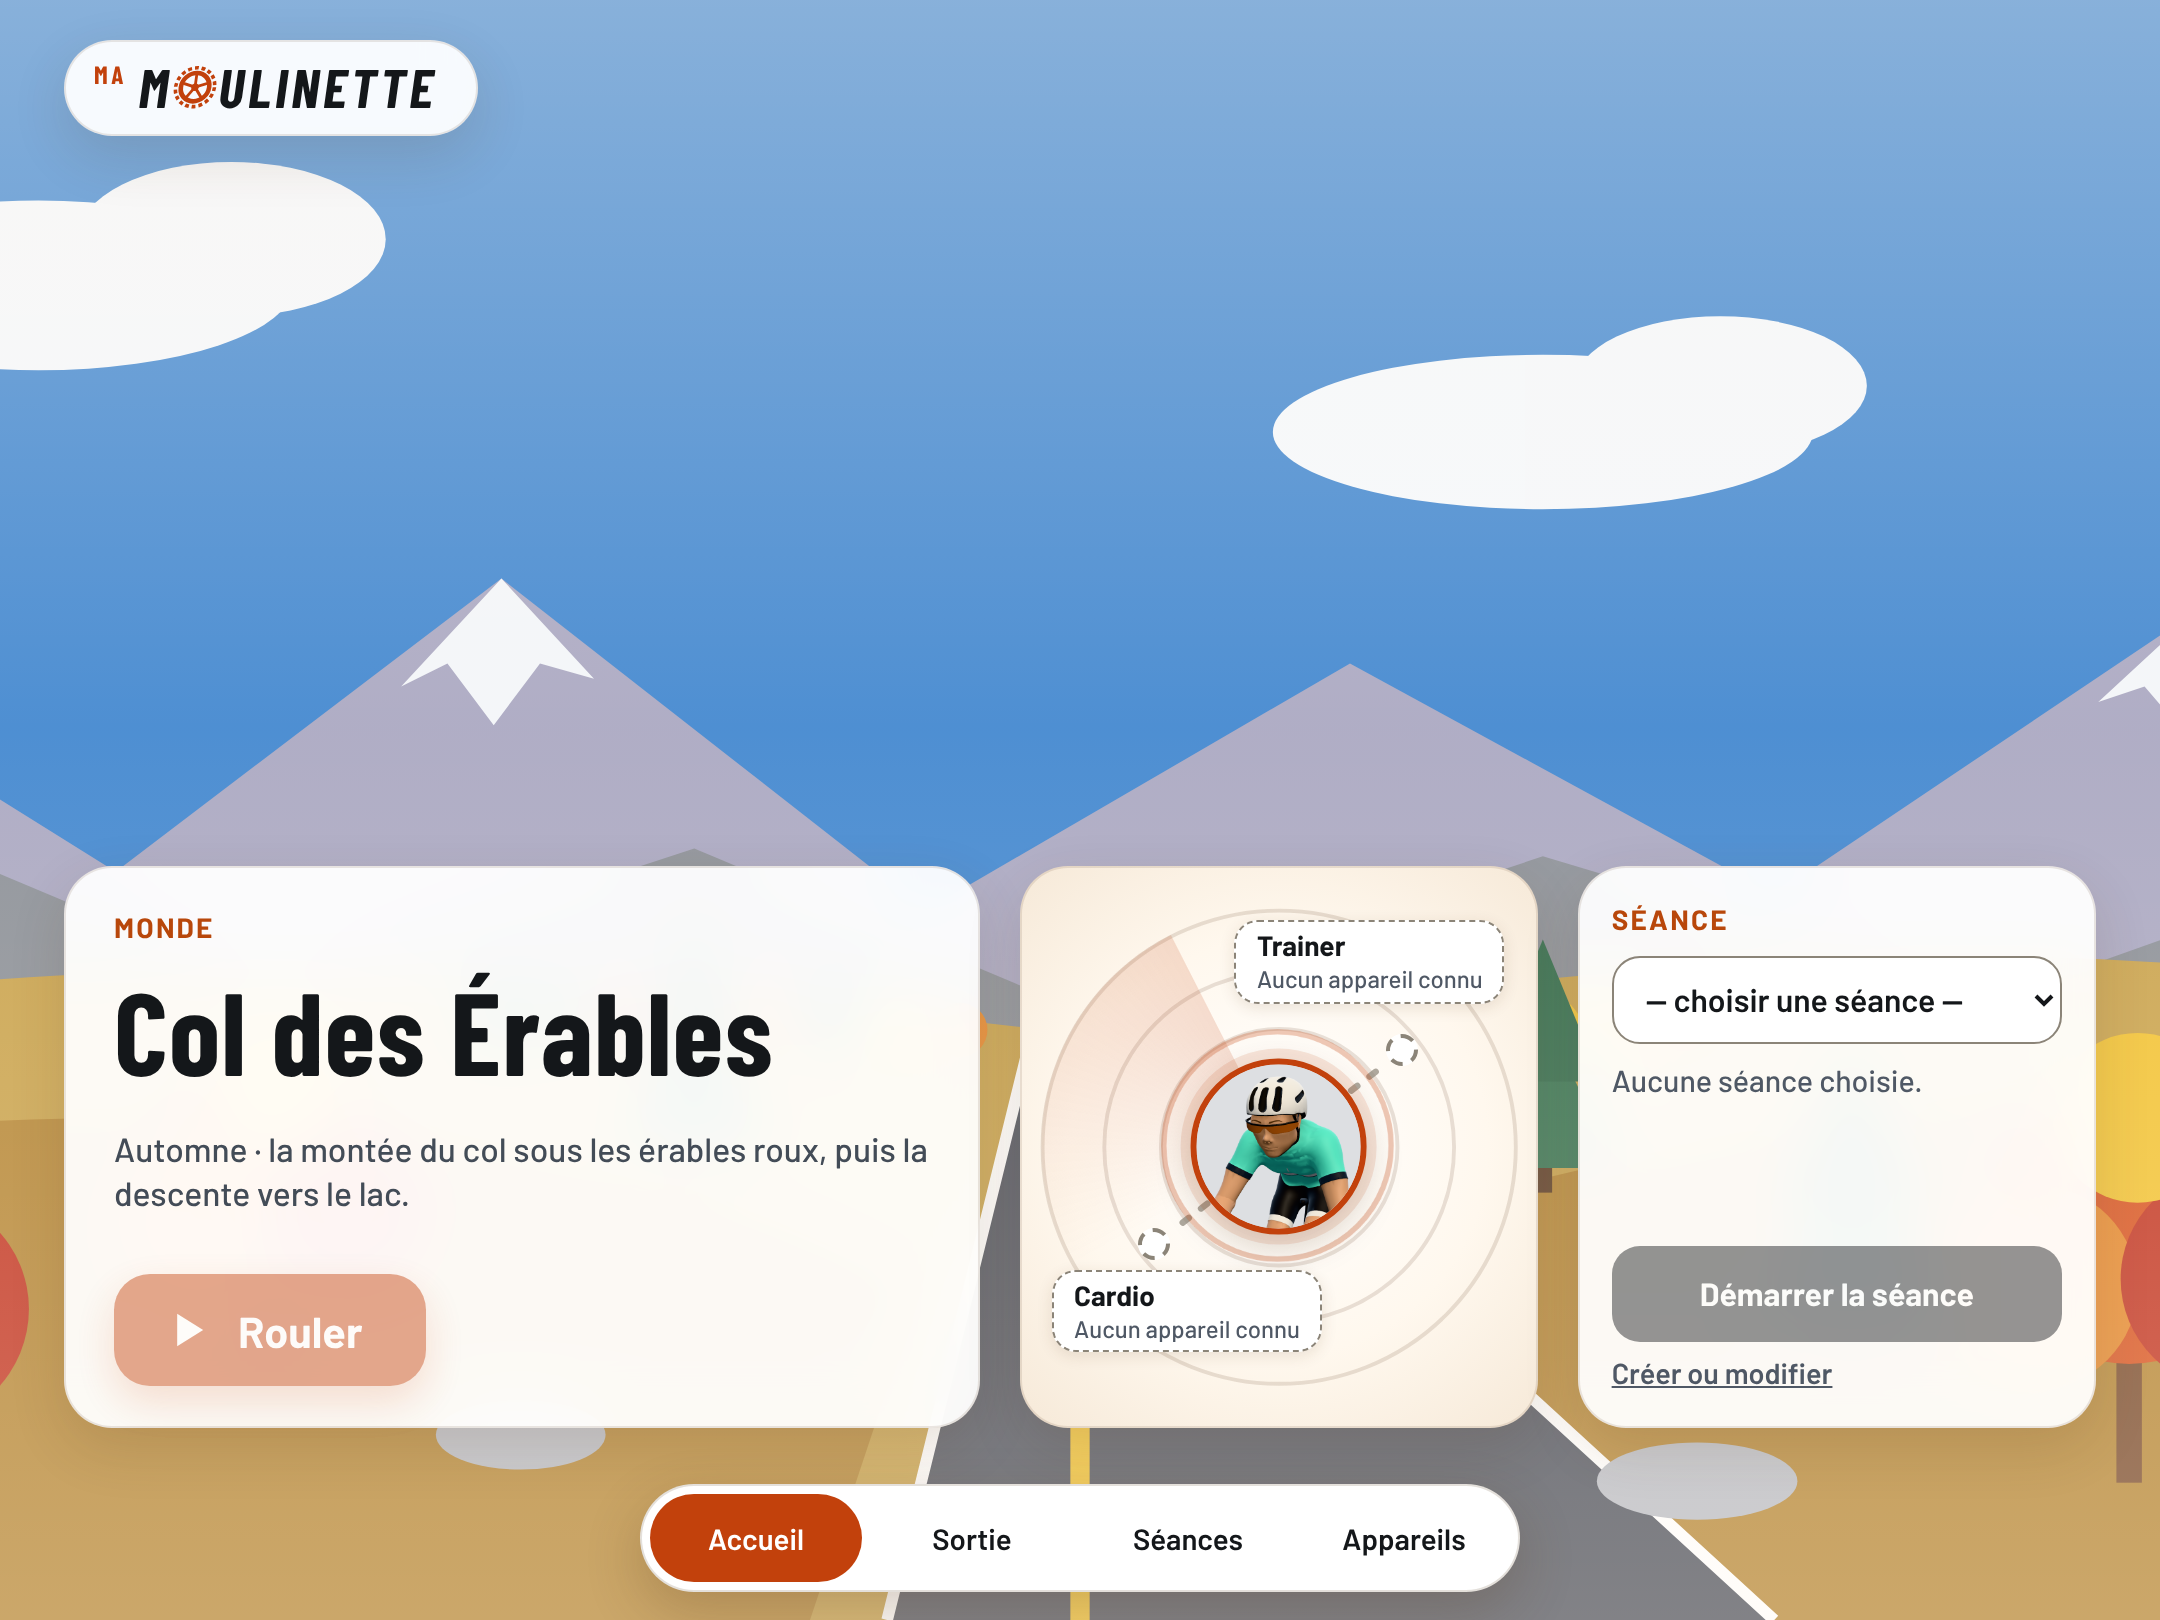 MA MOULINETTE
MONDE
Col des Érables
Automne · la montée du col sous les érables roux, puis la
descente vers le lac.
Rouler
Trainer
Aucun appareil connu
Cardio
Aucun appareil connu
SÉANCE
— choisir une séance —
Aucune séance choisie.
Démarrer la séance
Créer ou modifier
Accueil
Sortie
Séances
Appareils